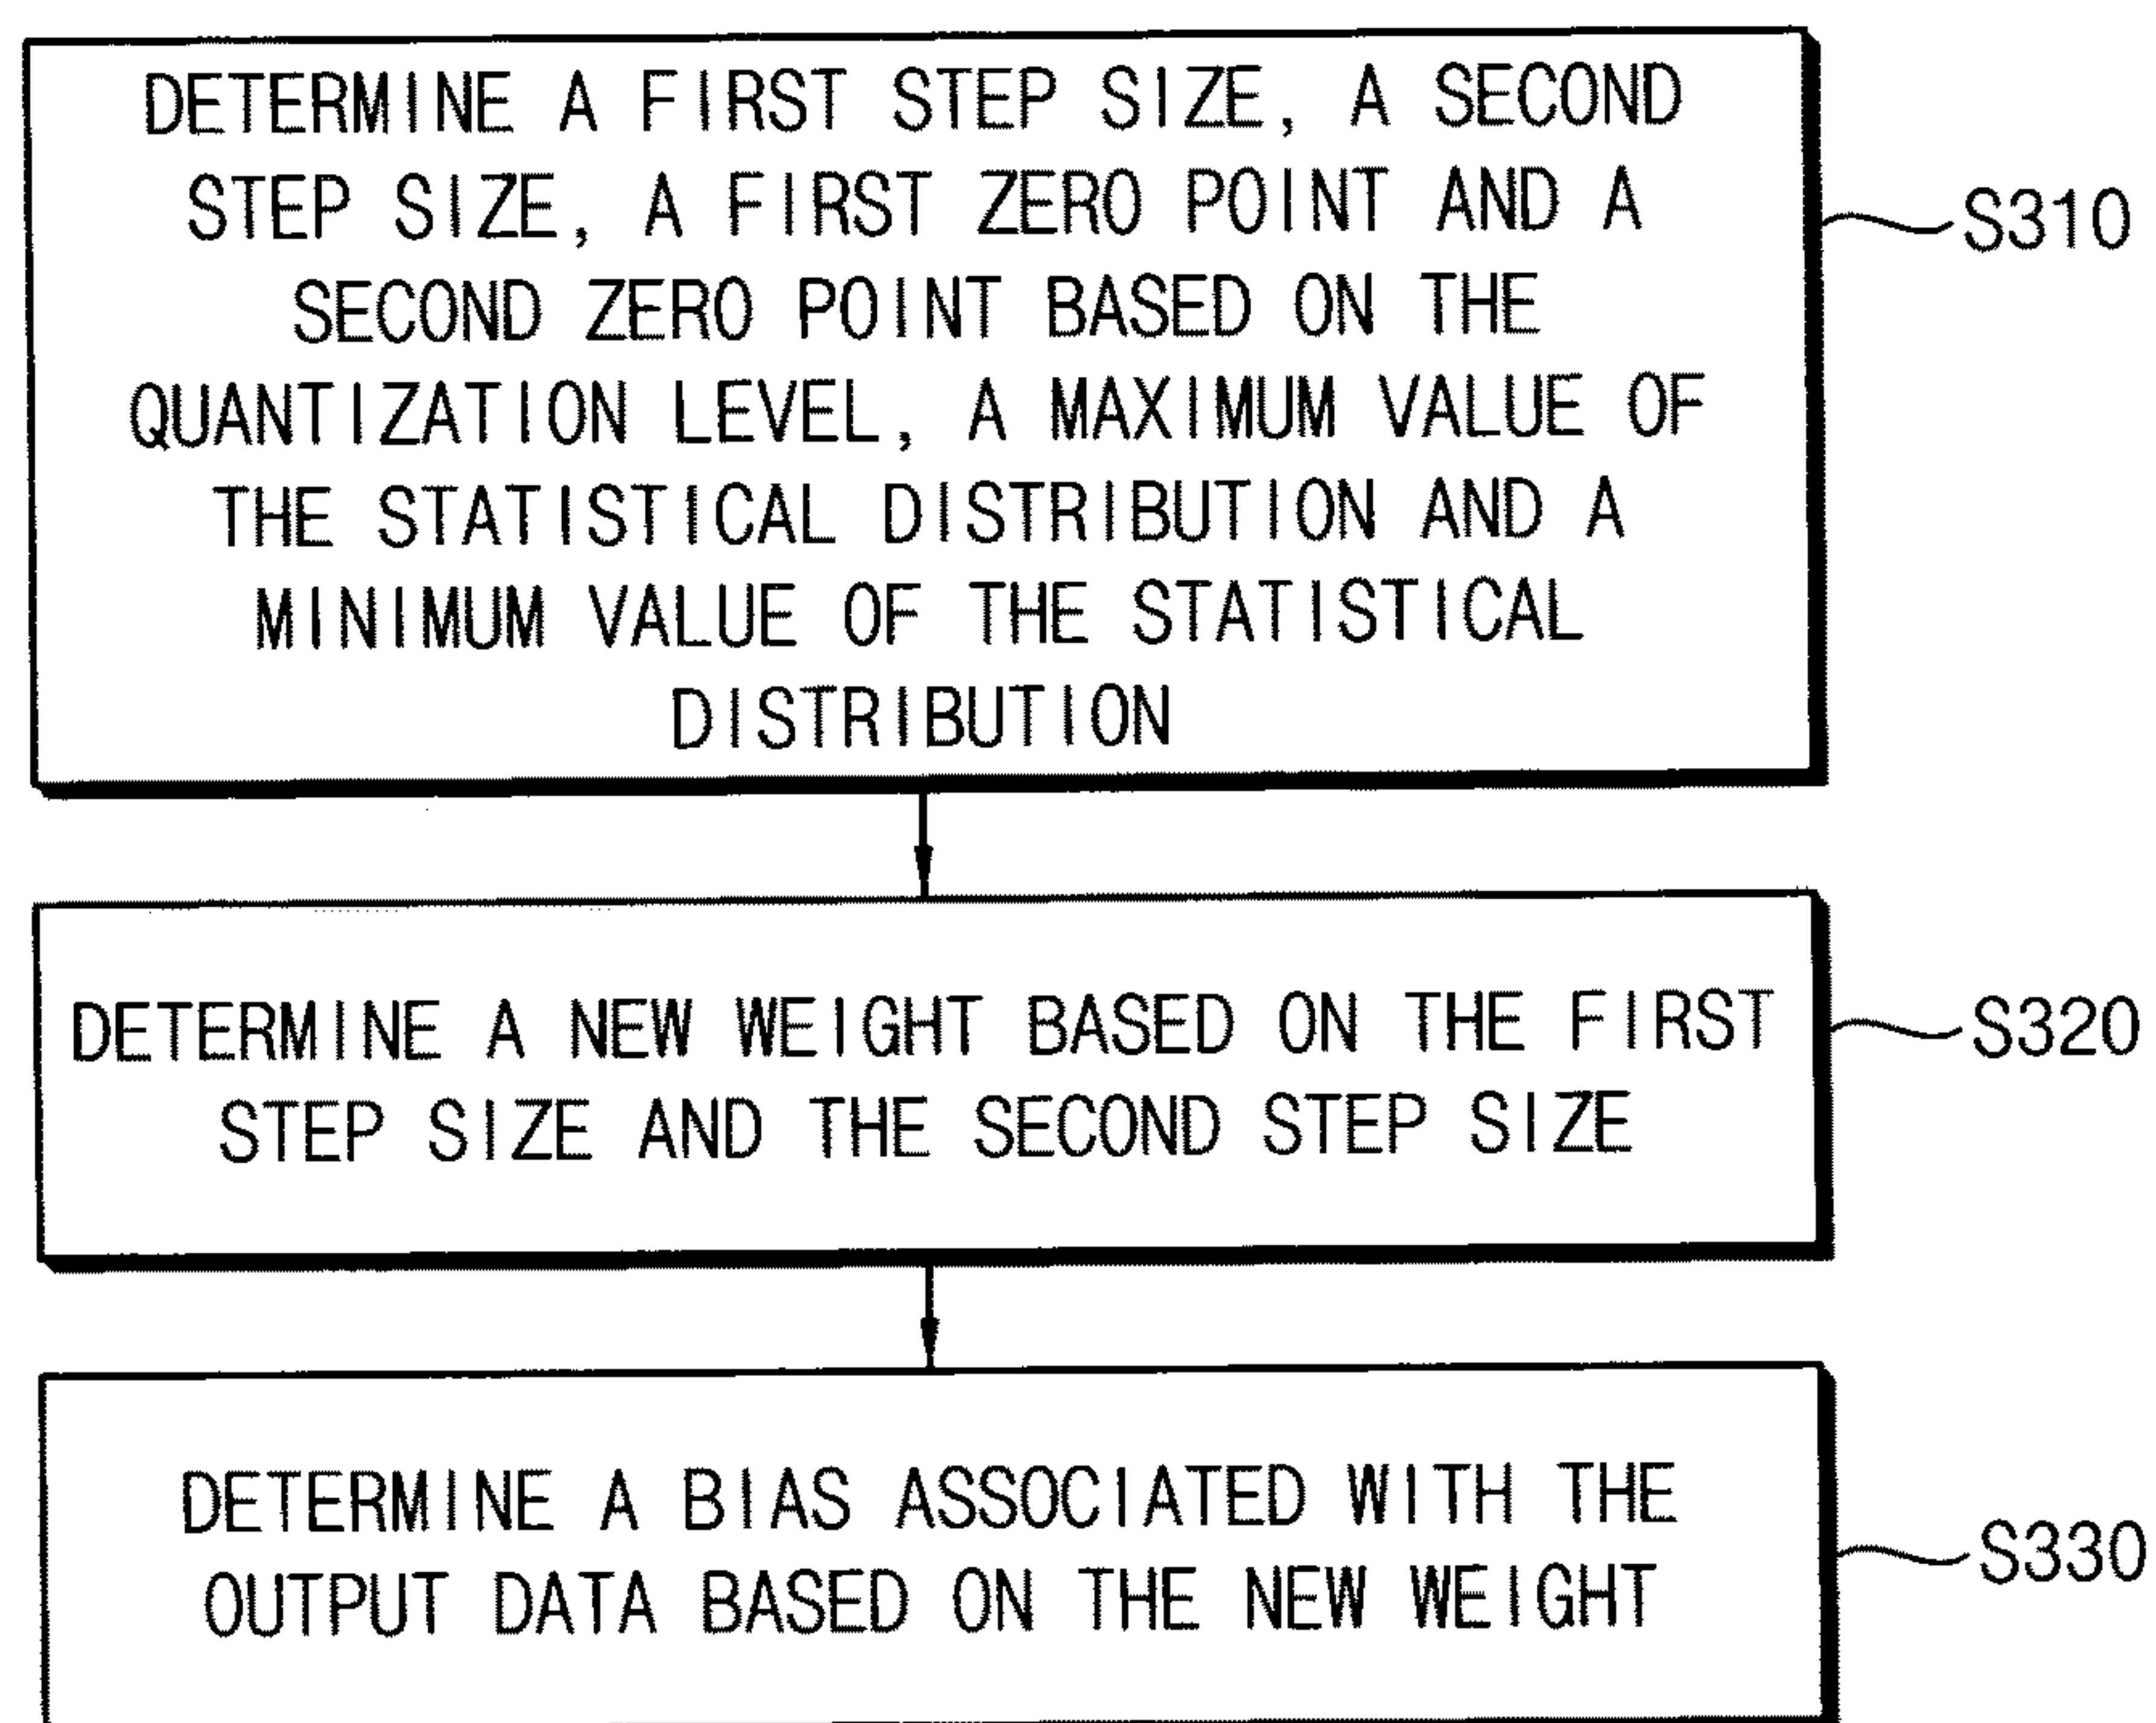 DETERMINE A FIRST STEP SIZE, A SECOND
STEP SIZE, A FIRST ZERO POINT AND A
SECOND ZERO POINT BASED ON THE
QUANTIZATION LEVEL, A MAXIMUM VALUE OF
THE STATISTICAL DISTRIBUTION AND A
MINIMUM VALUE OF THE STATISTICAL
DISTRIBUTION
S310
DETERMINE A NEW WEIGHT BASED ON THE FIRST
STEP SIZE AND THE SECOND STEP SIZE
S320
DETERMINE A BIAS ASSOCIATED WITH THE
OUTPUT DATA BASED ON THE NEW WEIGHT
S330